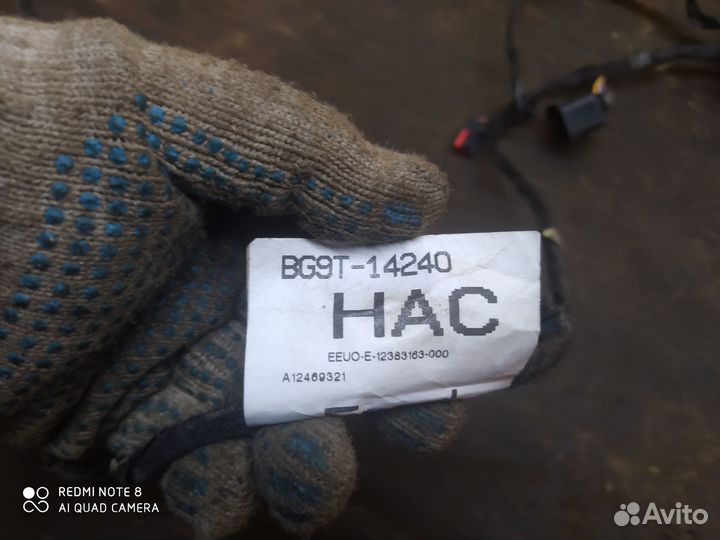 BG9T-14240
HAC
EEUO-E-12383163-000
A12469321
REDMI NOTE 8
AI QUAD CAMERA
Avito